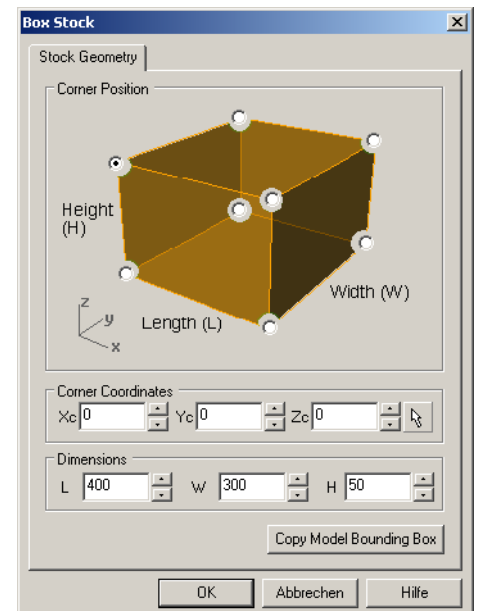 Box Stock
Stock Geometry
Corner Position
Height
(H)
Width (W)
Length (L)
z
y
x
Corner Coordinates
Xc 0 Yc 0 Zc 0
Dimensions
L 400 W 300 H 50
Copy Model Bounding Box
OK Abbrechen Hilfe